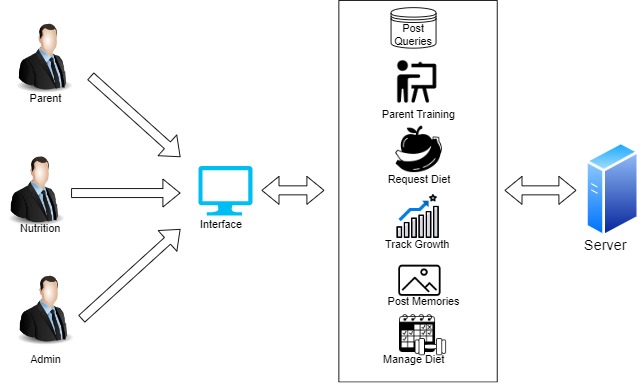 Parent
Nutrition
Admin
Interface
Post
Queries
Parent Training
Request Diet
Track Growth
Post Memories
Manage Diet
Server